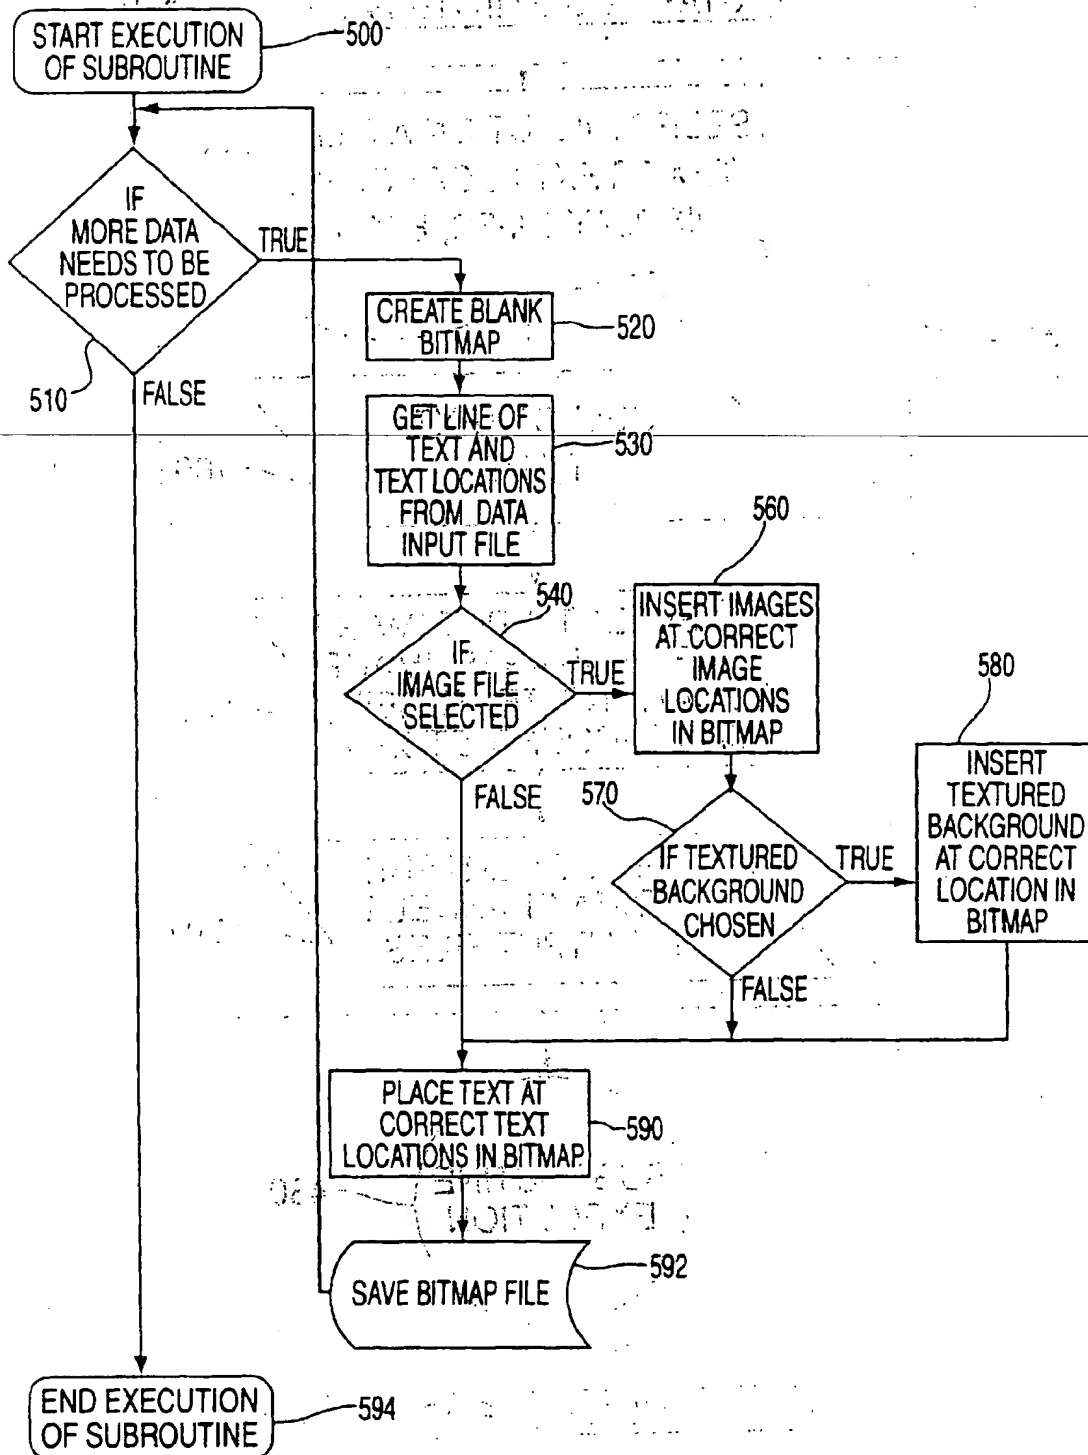 START EXECUTION
OF SUBROUTINE
500
IF
MORE DATA
NEEDS TO BE
PROCESSED
TRUE
510
FALSE
CREATE BLANK
BITMAP
520
GET LINE OF
TEXT AND
TEXT LOCATIONS
FROM DATA
INPUT FILE
530
540
IF
IMAGE FILE
SELECTED
TRUE
FALSE
560
INSERT IMAGES
AT CORRECT
IMAGE
LOCATIONS
IN BITMAP
570
IF TEXTURED
BACKGROUND
CHOSEN
TRUE
FALSE
580
INSERT
TEXTURED
BACKGROUND
AT CORRECT
LOCATION IN
BITMAP
PLACE TEXT AT
CORRECT TEXT
LOCATIONS IN BITMAP
590
SAVE BITMAP FILE
592
END EXECUTION
OF SUBROUTINE
594